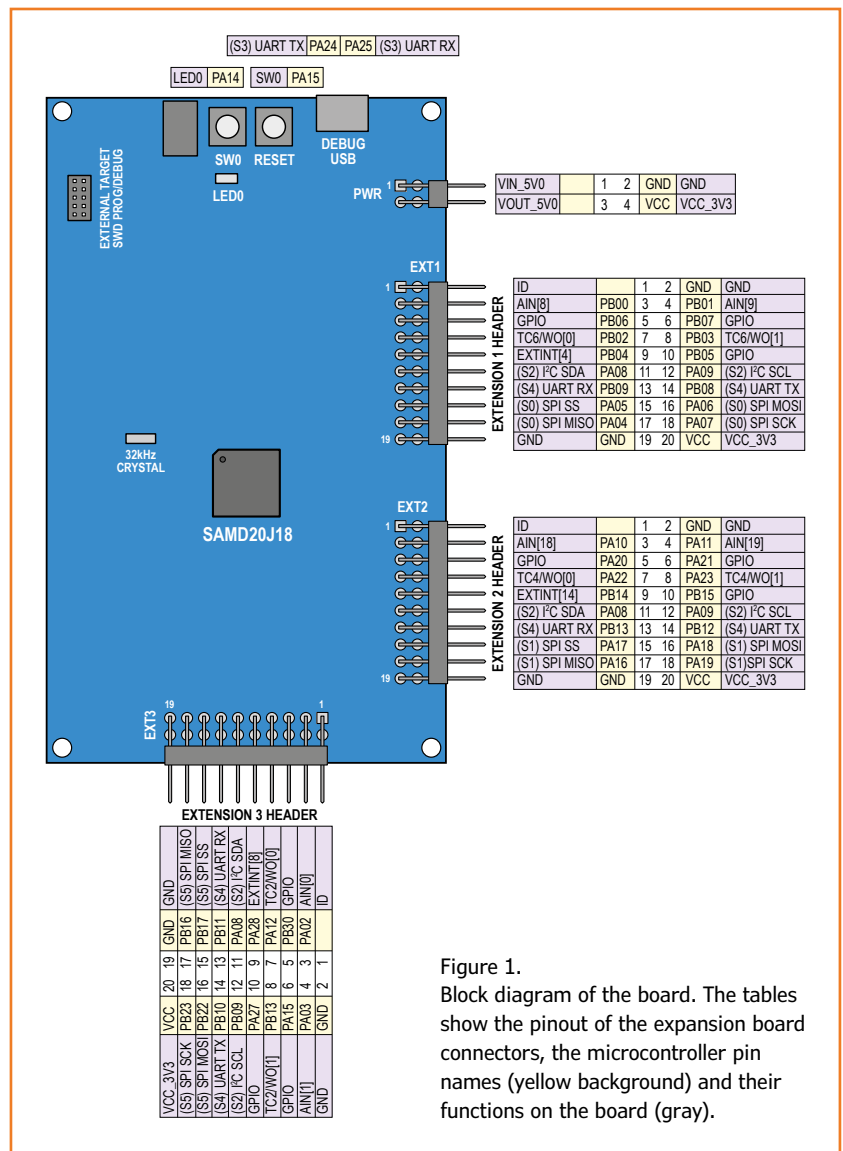 (S3) UART TX PA24 PA25 (S3) UART RX
LED0 PA14 SW0 PA15
SW0 RESET
DEBUG
USB
LED0
EXTERNAL TARGET
SWD PROG/DEBUG
PWR 1
VIN_5V0 1 2 GND GND
VOUT_5V0 3 4 VCC VCC_3V3
EXT1
1
19
EXTENSION 1 HEADER
ID 1 2 GND GND
AIN[8] PB00 3 4 PB01 AIN[9]
GPIO PB06 5 6 PB07 GPIO
TC6/WO[0] PB02 7 8 PB03 TC6/WO[1]
EXTINT[4] PB04 9 10 PB05 GPIO
(S2) I²C SDA PA08 11 12 PA09 (S2) I²C SCL
(S4) UART RX PB09 13 14 PB08 (S4) UART TX
(S0) SPI SS PA05 15 16 PA06 (S0) SPI MOSI
(S0) SPI MISO PA04 17 18 PA07 (S0) SPI SCK
GND GND 19 20 VCC VCC_3V3
32kHz
CRYSTAL
SAMD20J18
EXT2
1
19
EXTENSION 2 HEADER
ID 1 2 GND GND
AIN[18] PA10 3 4 PA11 AIN[19]
GPIO PA20 5 6 PA21 GPIO
TC4/WO[0] PA22 7 8 PA23 TC4/WO[1]
EXTINT[14] PB14 9 10 PB15 GPIO
(S2) I²C SDA PA08 11 12 PA09 (S2) I²C SCL
(S4) UART RX PB13 13 14 PB12 (S4) UART TX
(S1) SPI SS PA17 15 16 PA18 (S1) SPI MOSI
(S1) SPI MISO PA16 17 18 PA19 (S1)SPI SCK
GND GND 19 20 VCC VCC_3V3
EXT3
19 1
EXTENSION 3 HEADER
GND GND 19 20 VCC VCC_3V3
(S5) SPI MISO PB16 17 18 PB23 (S5) SPI SCK
(S5) SPI SS PB17 15 16 PB22 (S5) SPI MOSI
(S4) UART RX PB11 13 14 PB10 (S4) UART TX
(S2) I²C SDA PA08 11 12 PB09 (S2) I²C SCL
EXTINT[8] PA28 9 10 PA27 GPIO
TC2/WO[0] PA12 7 8 PB13 TC2/WO[1]
GPIO PB30 5 6 PA15 GPIO
AIN[0] PA02 3 4 PA03 AIN[1]
ID 1 2 GND GND
Figure 1.
Block diagram of the board. The tables
show the pinout of the expansion board
connectors, the microcontroller pin
names (yellow background) and their
functions on the board (gray).